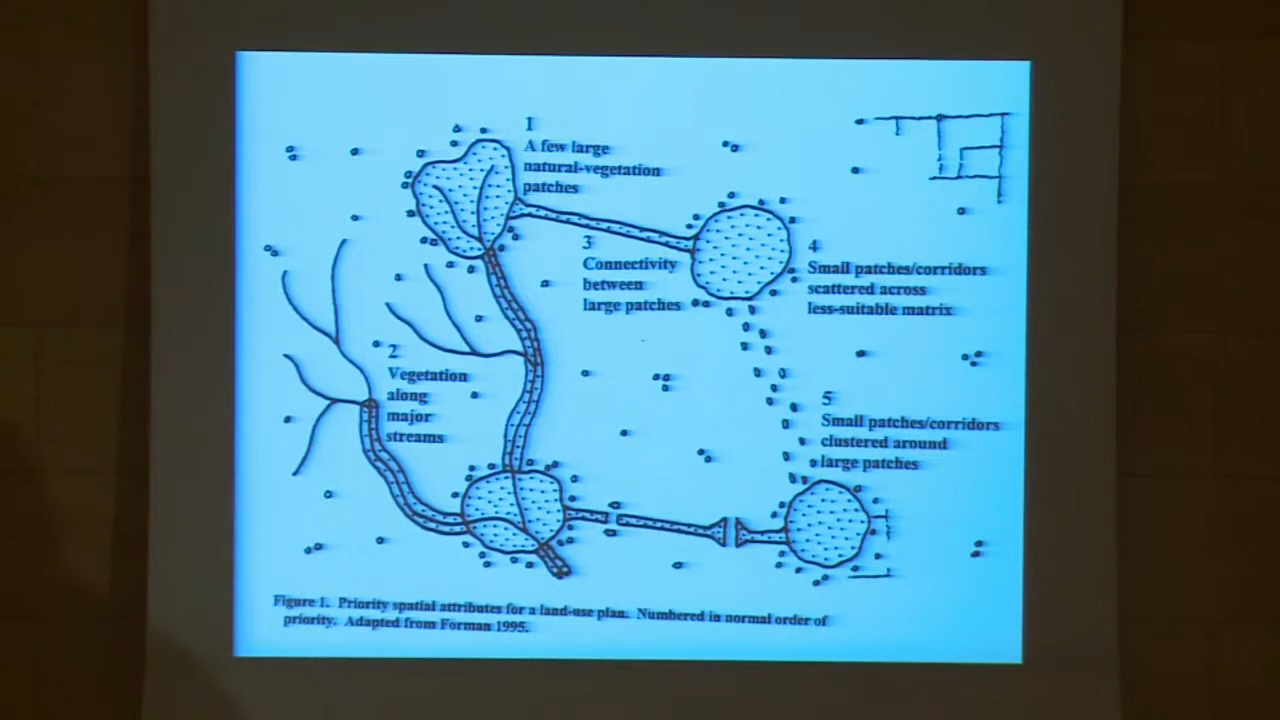 1
A few large
natural-vegetation
patches
3
Connectivity
between
large patches
4
Small patches/corridors
scattered across
less-suitable matrix
2
Vegetation
along
major
streams
5
Small patches/corridors
clustered around
large patches
Figure 1. Priority spatial attributes for a land-use plan. Numbered in normal order of
priority. Adapted from Forman 1995.